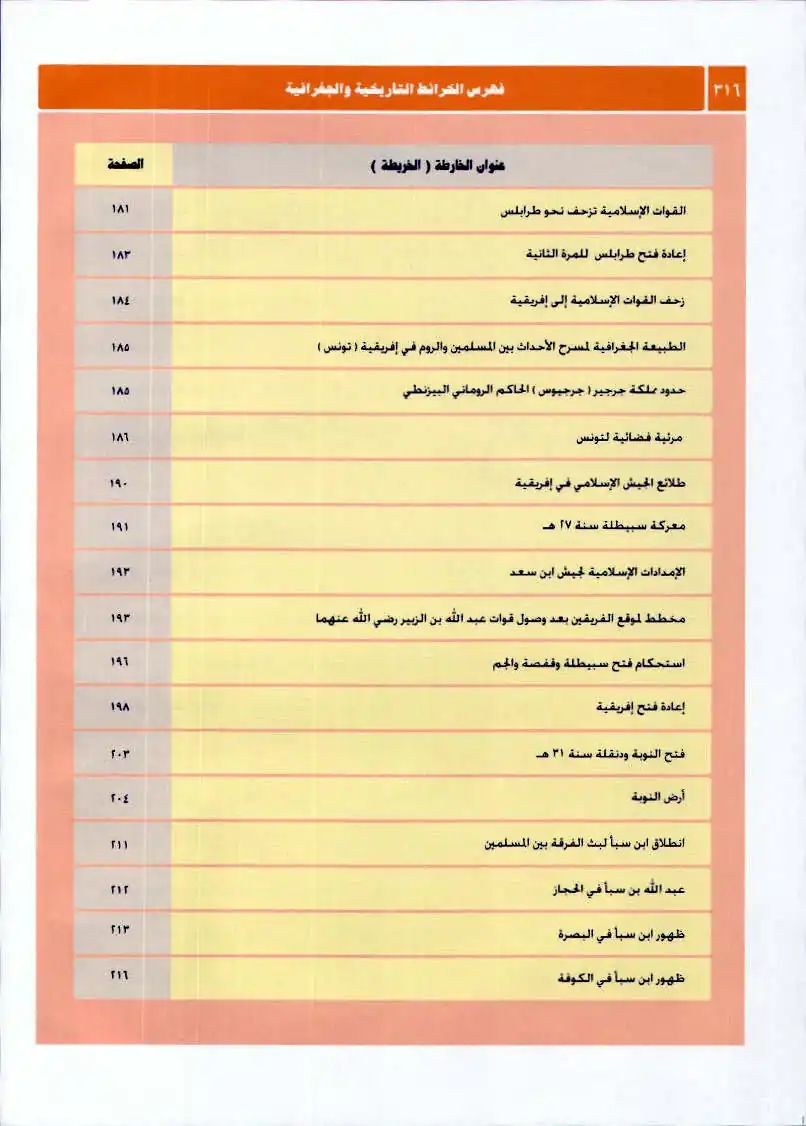 ٣١٦ فهرس الخرائط التاريخية والجغرافية
عنوان الخارطة ( الخريطة ) الصفحة
القوات الإسلامية تزحف نحو طرابلس ١٨١
إعادة فتح طرابلس للمرة الثانية ١٨٣
زحف القوات الإسلامية إلى إفريقية ١٨٤
الطبيعة الجغرافية لمسرح الأحداث بين المسلمين والروم في إفريقية ( تونس ) ١٨٥
حدود مملكة جرجير ( جرجيوس ) الحاكم الروماني البيزنطي ١٨٥
مرئية فضائية لتونس ١٨٦
طلائع الجيش الإسلامي في إفريقية ١٩٠
معركة سبيطلة سنة ٢٧ هـ ١٩١
الإمدادات الإسلامية لجيش ابن سعد ١٩٣
مخطط لموقع الفريقين بعد وصول قوات عبد الله بن الزبير رضي الله عنهما ١٩٣
استحكام فتح سبيطلة وقفصة والجم ١٩٦
إعادة فتح إفريقية ١٩٨
فتح النوبة ودنقلة سنة ٣١ هـ ٢٠٣
أرض النوبة ٢٠٤
انطلاق ابن سبأ لبث الفرقة بين المسلمين ٢١١
عبد الله بن سبأ في الحجاز ٢١٢
ظهور ابن سبأ في البصرة ٢١٣
ظهور ابن سبأ في الكوفة ٢١٦